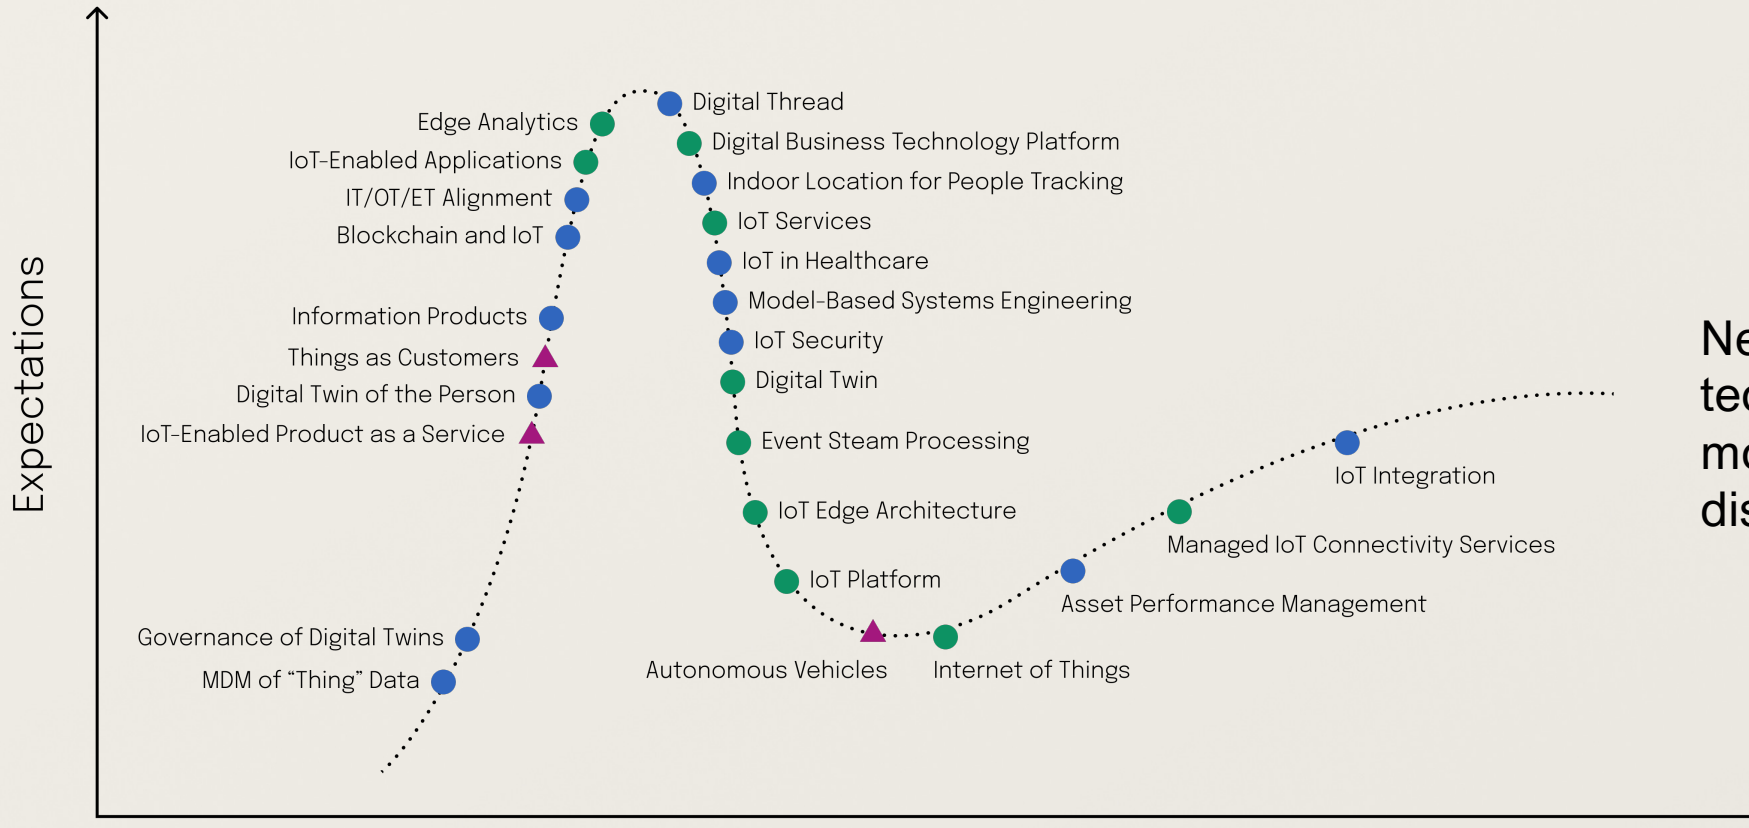 Expectations
Edge Analytics
IoT-Enabled Applications
IT/OT/ET Alignment
Blockchain and IoT
Information Products
Things as Customers
Digital Twin of the Person
IoT-Enabled Product as a Service
Governance of Digital Twins
MDM of “Thing” Data
Digital Thread
Digital Business Technology Platform
Indoor Location for People Tracking
IoT Services
IoT in Healthcare
Model-Based Systems Engineering
IoT Security
Digital Twin
Event Steam Processing
IoT Edge Architecture
IoT Platform
Autonomous Vehicles
Internet of Things
Asset Performance Management
Managed IoT Connectivity Services
IoT Integration